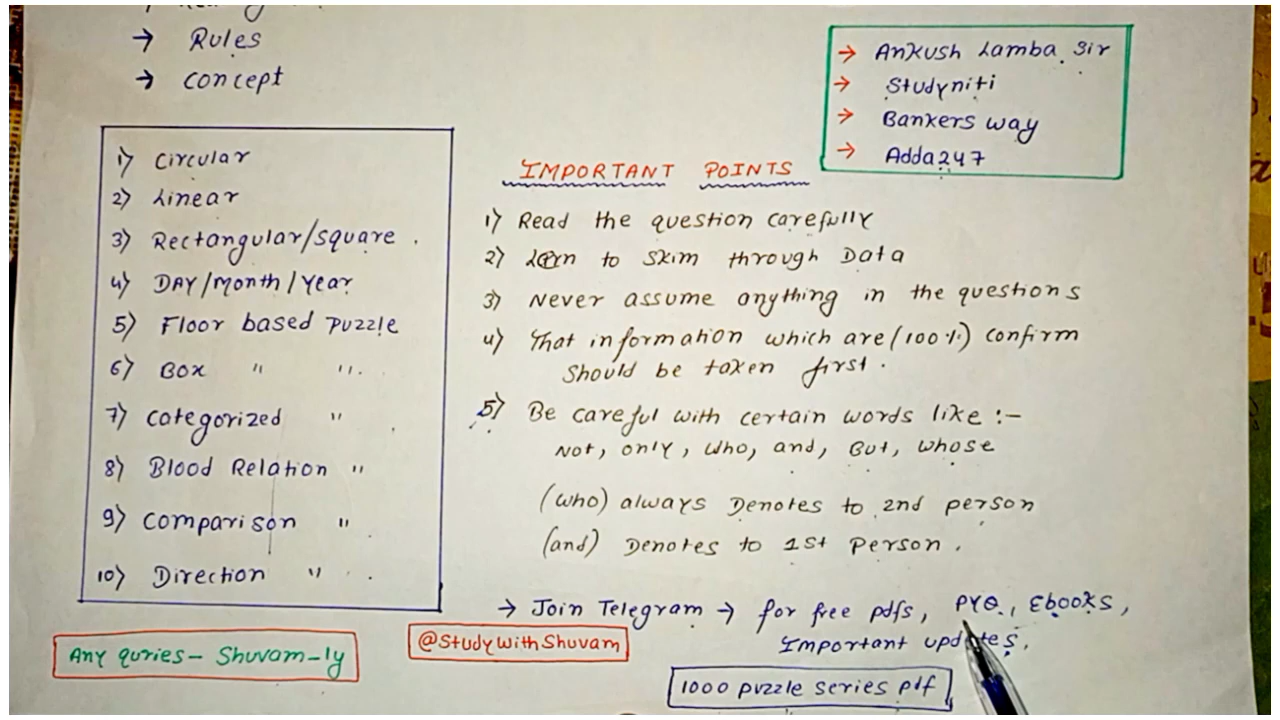 → Rules
→ concept
→ Ankush Lamba Sir
→ Studyniti
→ Bankers way
→ Adda247
1) Circular
2) Linear
3) Rectangular/square.
4) DAY/month/Year
5) Floor based Puzzle
6) Box " ".
7) categorized "
8) Blood Relation "
9) comparison "
10) Direction "
IMPORTANT POINTS
1) Read the question carefully
2) to skim through Data
3) Never assume anything in the questions
4) That information which are (100%) confirm
should be taken first.
5) Be careful with certain words like :-
Not, only, who, and, But, whose
(who) always Denotes to 2nd person
(and) Denotes to 1st Person.
→ Join Telegram → for free pdfs, PYQ, Ebooks,
Important updates,
Any quries- Shuvam-ly
@StudywithShuvam
1000 puzzle series pdf